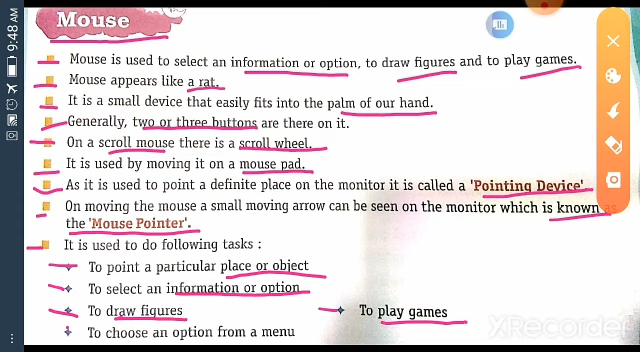 9:48 AM
Mouse
Mouse is used to select an information or option, to draw figures and to play games.
Mouse appears like a rat.
It is a small device that easily fits into the palm of our hand.
Generally, two or three buttons are there on it.
On a scroll mouse there is a scroll wheel.
It is used by moving it on a mouse pad.
As it is used to point a definite place on the monitor it is called a 'Pointing Device'
On moving the mouse a small moving arrow can be seen on the monitor which is known as
the 'Mouse Pointer'.
It is used to do following tasks :
To point a particular place or object
To select an information or option
To draw figures
To play games
To choose an option from a menu
XRecorder